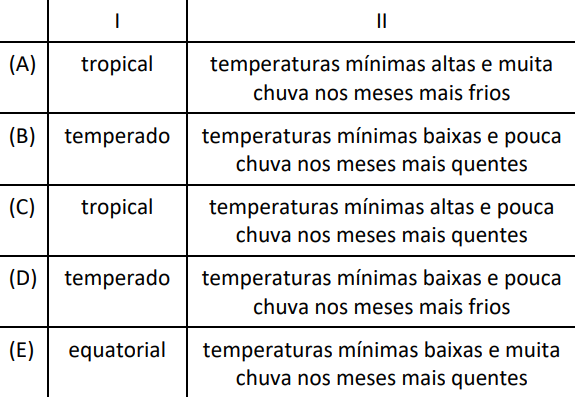 I II
(A) tropical temperaturas mínimas altas e muita
chuva nos meses mais frios
(B) temperado temperaturas mínimas baixas e pouca
chuva nos meses mais quentes
(C) tropical temperaturas mínimas altas e pouca
chuva nos meses mais quentes
(D) temperado temperaturas mínimas baixas e pouca
chuva nos meses mais frios
(E) equatorial temperaturas mínimas baixas e muita
chuva nos meses mais quentes